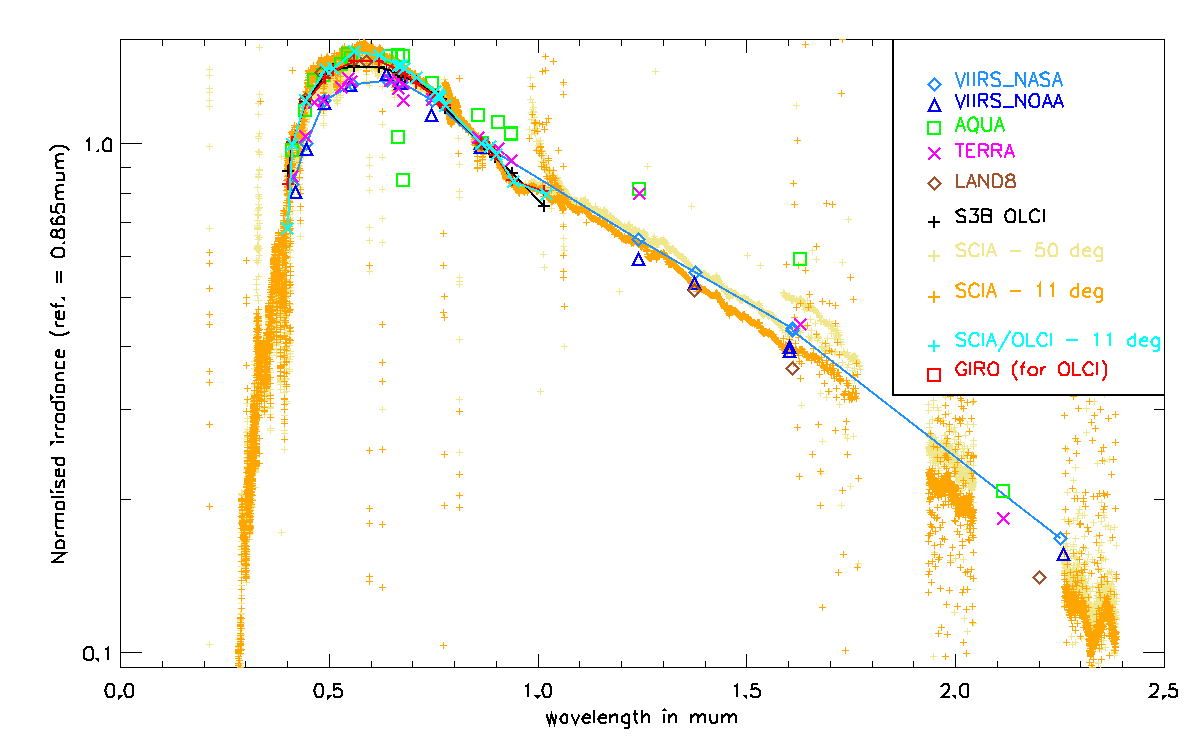 VIIRS_NASA
VIIRS_NOAA
AQUA
TERRA
LAND8
S3B OLCI
SCIA - 50 deg
SCIA - 11 deg
SCIA/OLCI - 11 deg
GIRO (for OLCI)
Normalised irradiance (ref. = 0.865mum)
1.0
0.1
0.0 0.5 1.0 1.5 2.0 2.5
wavelength in mum